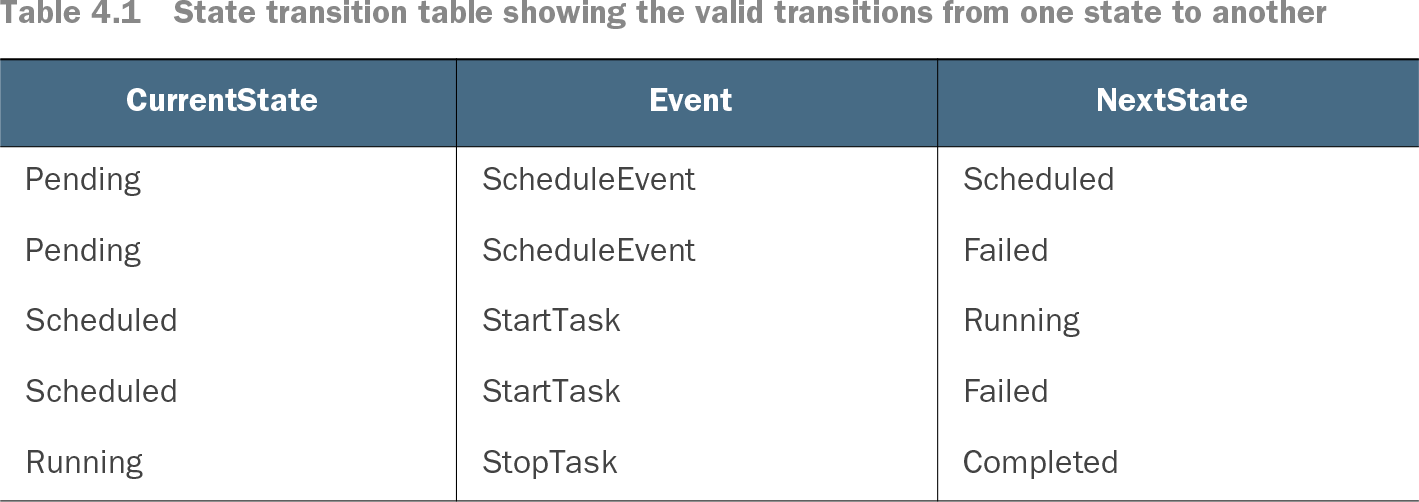 Table 4.1 State transition table showing the valid transitions from one state to another
CurrentState Event NextState
Pending ScheduleEvent Scheduled
Pending ScheduleEvent Failed
Scheduled StartTask Running
Scheduled StartTask Failed
Running StopTask Completed